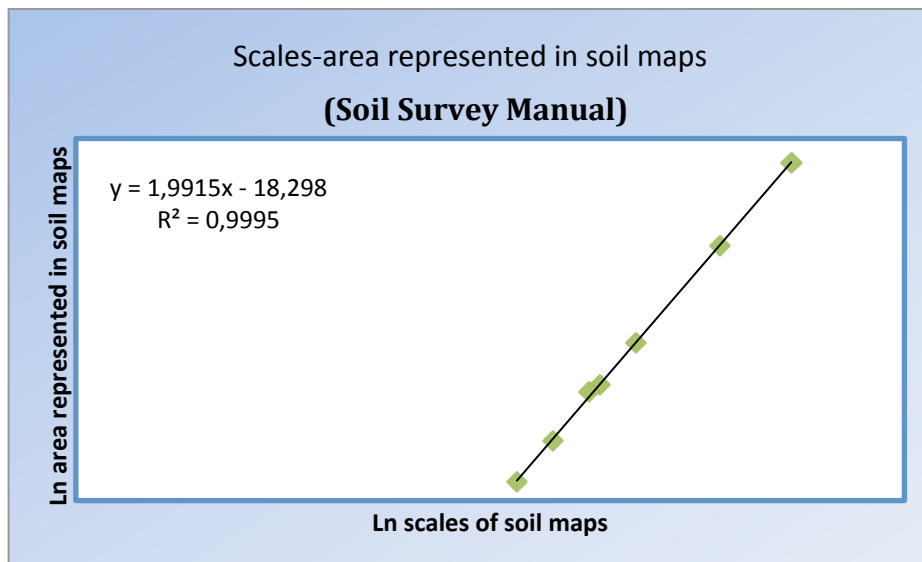 Scales-area represented in soil maps
(Soil Survey Manual)
y = 1,9915x - 18,298
R² = 0,9995
Ln area represented in soil maps
Ln scales of soil maps